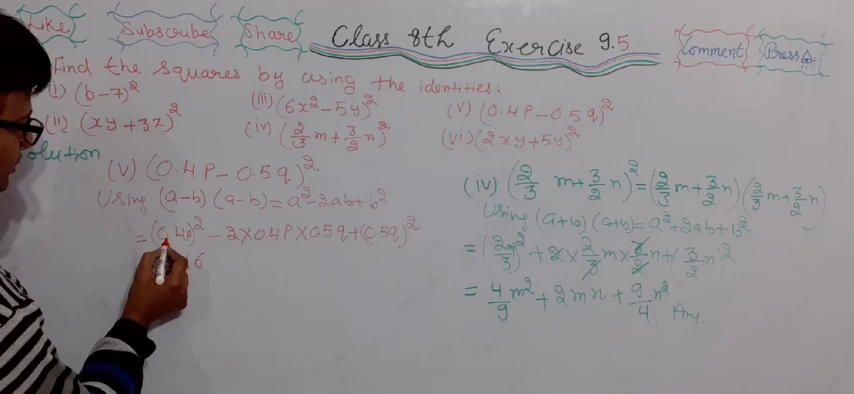 Like Subscribe Share Class 8th Exercise 9.5 Comment Press
Find the squares by using the identities:
(i) (b-7)² (iii) (6x²-5y)² (v) (0.4p-0.5q)²
(ii) (xy+3z)² (iv) (2/3 m+3/2 n)² (vi) (2xy+5y)²
olution
(v) (0.4p-0.5q)²
Using (a-b) (a-b)=a²-2ab+b²
=(0.4p)²-2×0.4p×0.5q+(0.5q)²
6
(iv) (2/3 m+3/2 n)²=(2/3 m+3/2 n)(2/3 m+3/2 n)
Using (a+b) (a+b)=a²+2ab+b²
=(2m/3)²+2×2/3 m×3/2 n+(3/2 n)²
=4/9 m²+2mn+9/4 n² Ans.